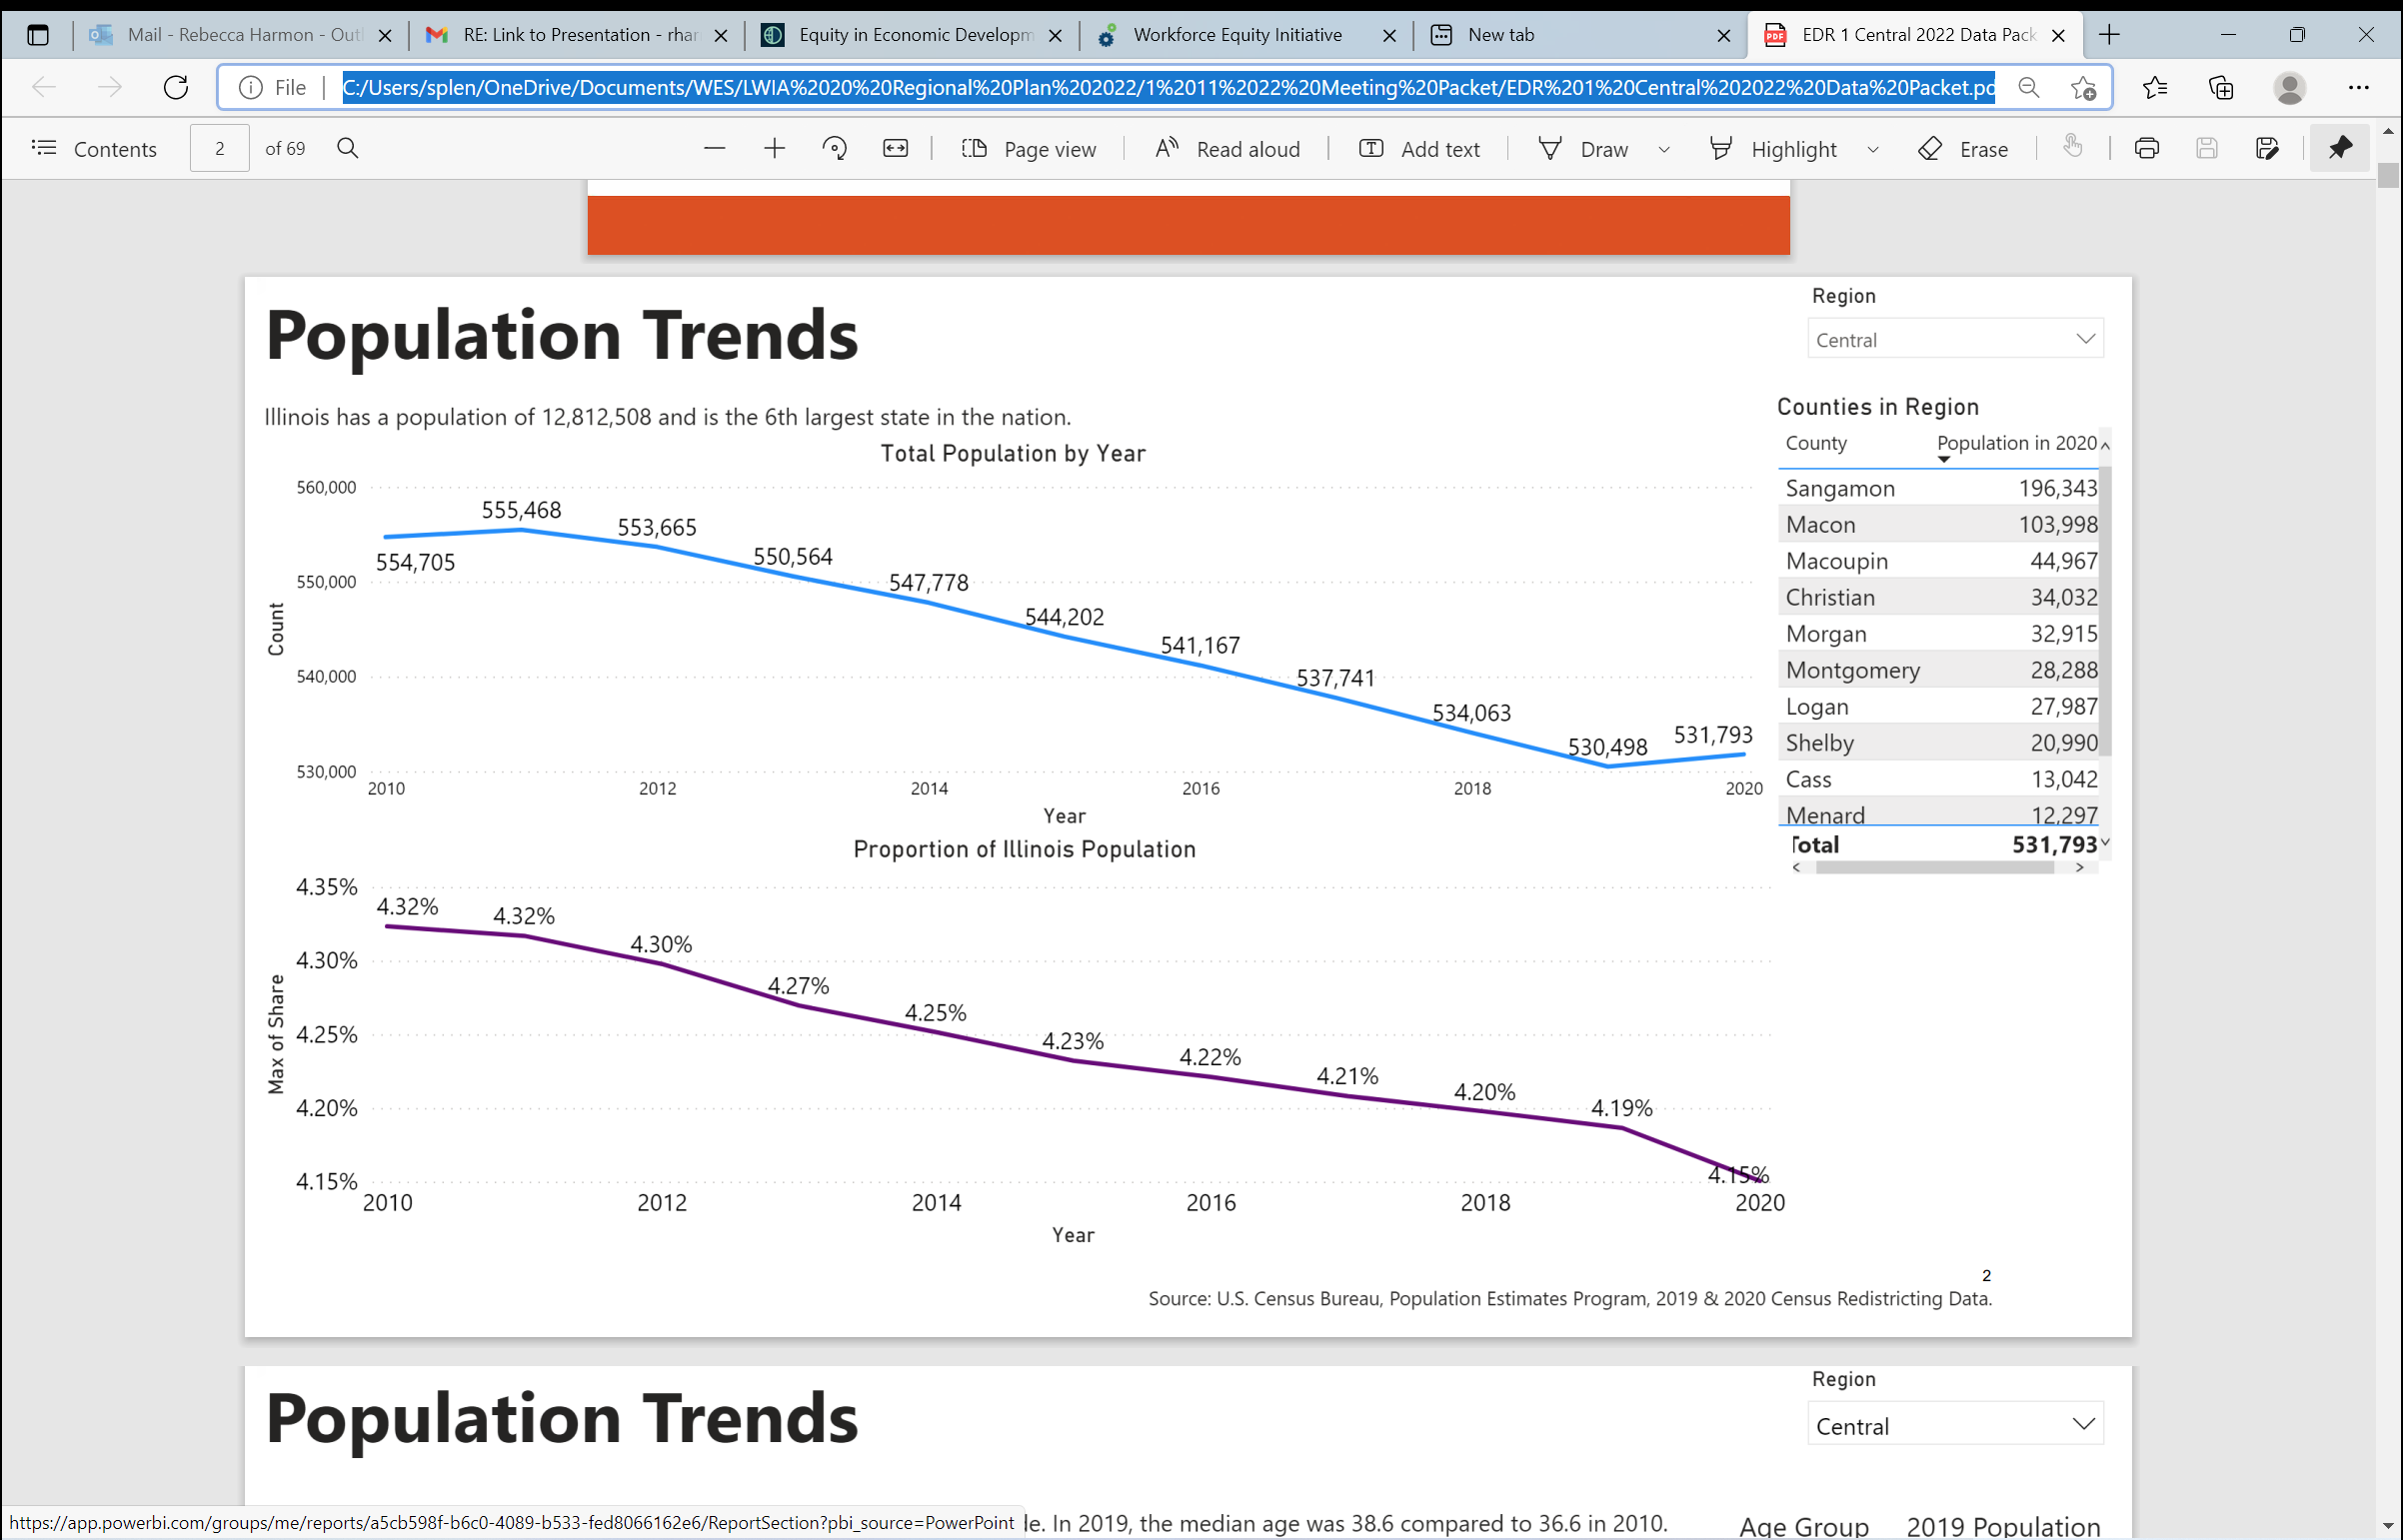 Mail - Rebecca Harmon - Outl
RE: Link to Presentation - rhar
Equity in Economic Developm
Workforce Equity Initiative
New tab
EDR 1 Central 2022 Data Pack
File
C:/Users/splen/OneDrive/Documents/WES/LWIA%2020%20Regional%20Plan%202022/1%2011%2022%20Meeting%20Packet/EDR%201%20Central%202022%20Data%20Packet.pd
Contents
2
of 69
Page view
Read aloud
Add text
Draw
Highlight
Erase
Population Trends
Region
Central
Illinois has a population of 12,812,508 and is the 6th largest state in the nation.
Total Population by Year
560,000
550,000
540,000
530,000
Count
554,705
555,468
553,665
550,564
547,778
544,202
541,167
537,741
534,063
530,498
531,793
2010 2012 2014 2016 2018 2020
Year
Counties in Region
County Population in 2020
Sangamon 196,343
Macon 103,998
Macoupin 44,967
Christian 34,032
Morgan 32,915
Montgomery 28,288
Logan 27,987
Shelby 20,990
Cass 13,042
Menard 12,297
Total 531,793
Proportion of Illinois Population
4.35%
4.30%
4.25%
4.20%
4.15%
Max of Share
4.32%
4.32%
4.30%
4.27%
4.25%
4.23%
4.22%
4.21%
4.20%
4.19%
4.15%
2010 2012 2014 2016 2018 2020
Year
2
Source: U.S. Census Bureau, Population Estimates Program, 2019 & 2020 Census Redistricting Data.
Population Trends
Region
Central
le. In 2019, the median age was 38.6 compared to 36.6 in 2010.
Age Group 2019 Population
https://app.powerbi.com/groups/me/reports/a5cb598f-b6c0-4089-b533-fed8066162e6/ReportSection?pbi_source=PowerPoint